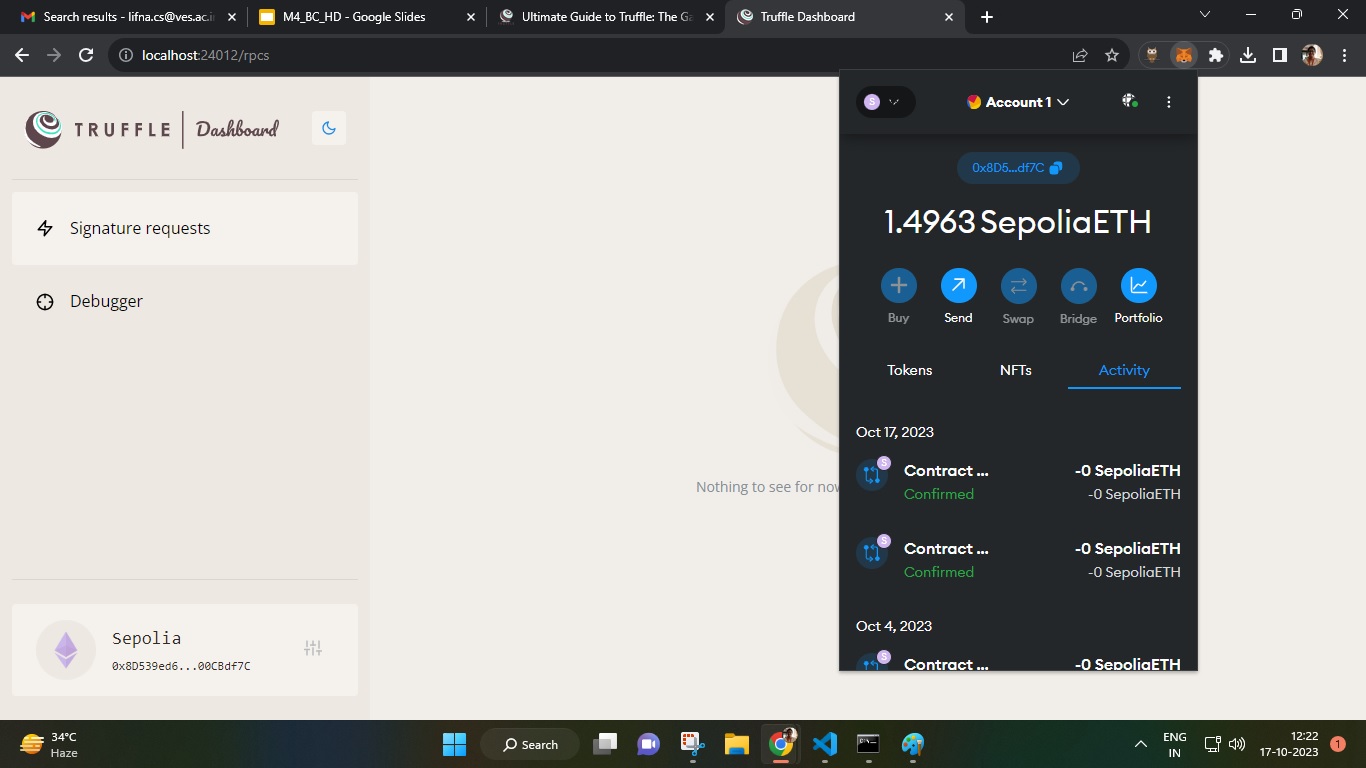 Search results - lifna.cs@ves.ac.i
M4_BC_HD - Google Slides
Ultimate Guide to Truffle: The Ga
Truffle Dashboard
localhost:24012/rpcs
TRUFFLE Dashboard
Signature requests
Debugger
Nothing to see for now
Sepolia
0x8D539ed6...00CBdf7C
S
Account 1
0x8D5...df7C
1.4963 SepoliaETH
Buy
Send
Swap
Bridge
Portfolio
Tokens
NFTs
Activity
Oct 17, 2023
S
Contract ...
-0 SepoliaETH
Confirmed
-0 SepoliaETH
S
Contract ...
-0 SepoliaETH
Confirmed
-0 SepoliaETH
Oct 4, 2023
S
Contract ...
-0 SepoliaETH
34°C
Haze
Search
ENG
IN
12:22
17-10-2023
1